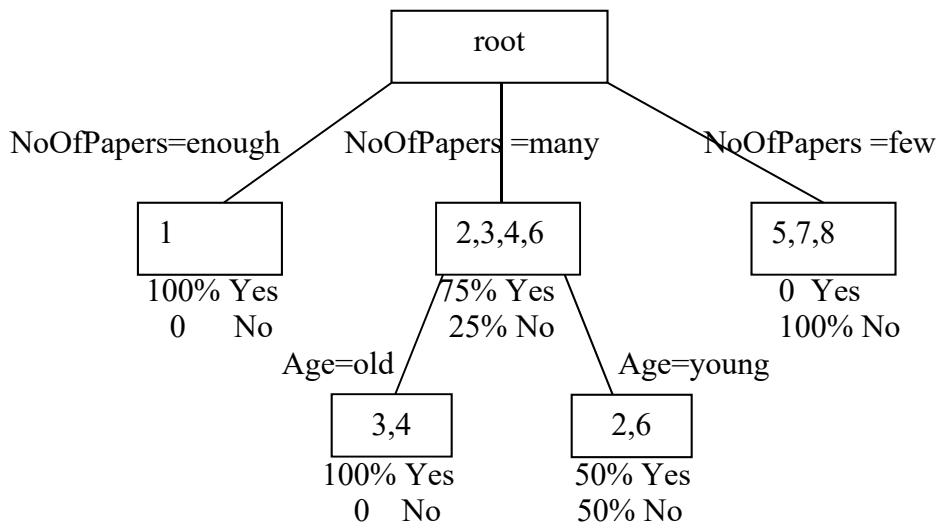 root
NoOfPapers=enough
NoOfPapers =many
NoOfPapers =few
1
2,3,4,6
5,7,8
100% Yes
0 No
75% Yes
25% No
0 Yes
100% No
Age=old
Age=young
3,4
2,6
100% Yes
0 No
50% Yes
50% No